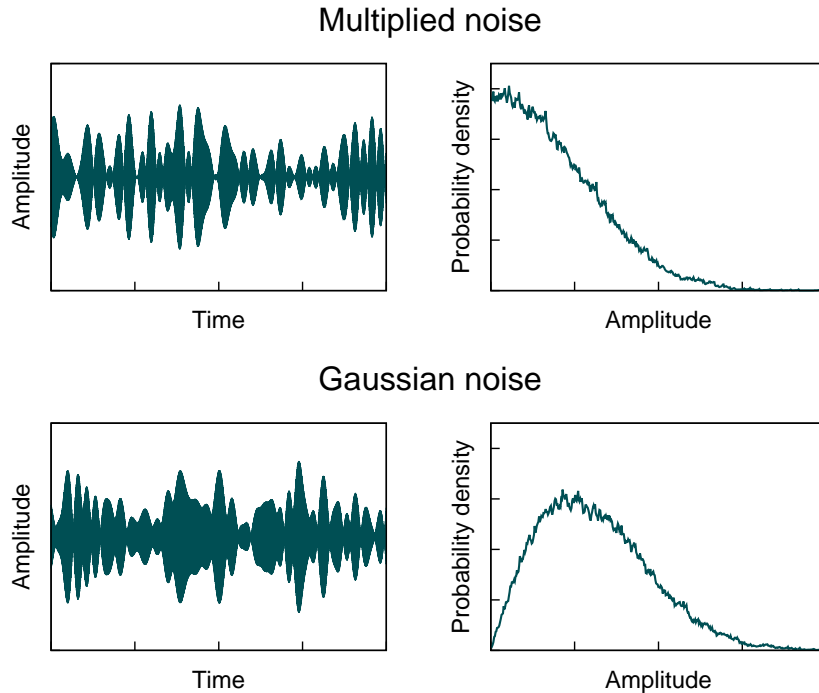 Multiplied noise
Amplitude
Time
Probability density
Amplitude
Gaussian noise
Amplitude
Time
Probability density
Amplitude